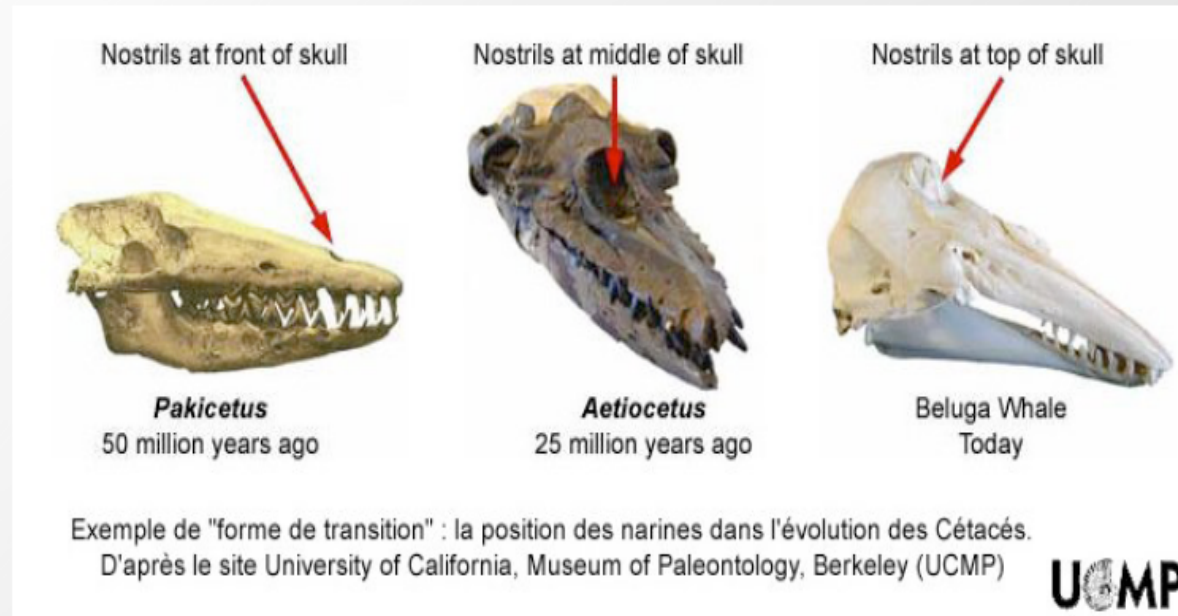 Nostrils at front of skull
Nostrils at middle of skull
Nostrils at top of skull
Pakicetus
50 million years ago
Aetiocetus
25 million years ago
Beluga Whale
Today
Exemple de "forme de transition" : la position des narines dans l'évolution des Cétacés.
D'après le site University of California, Museum of Paleontology, Berkeley (UCMP)
UCMP